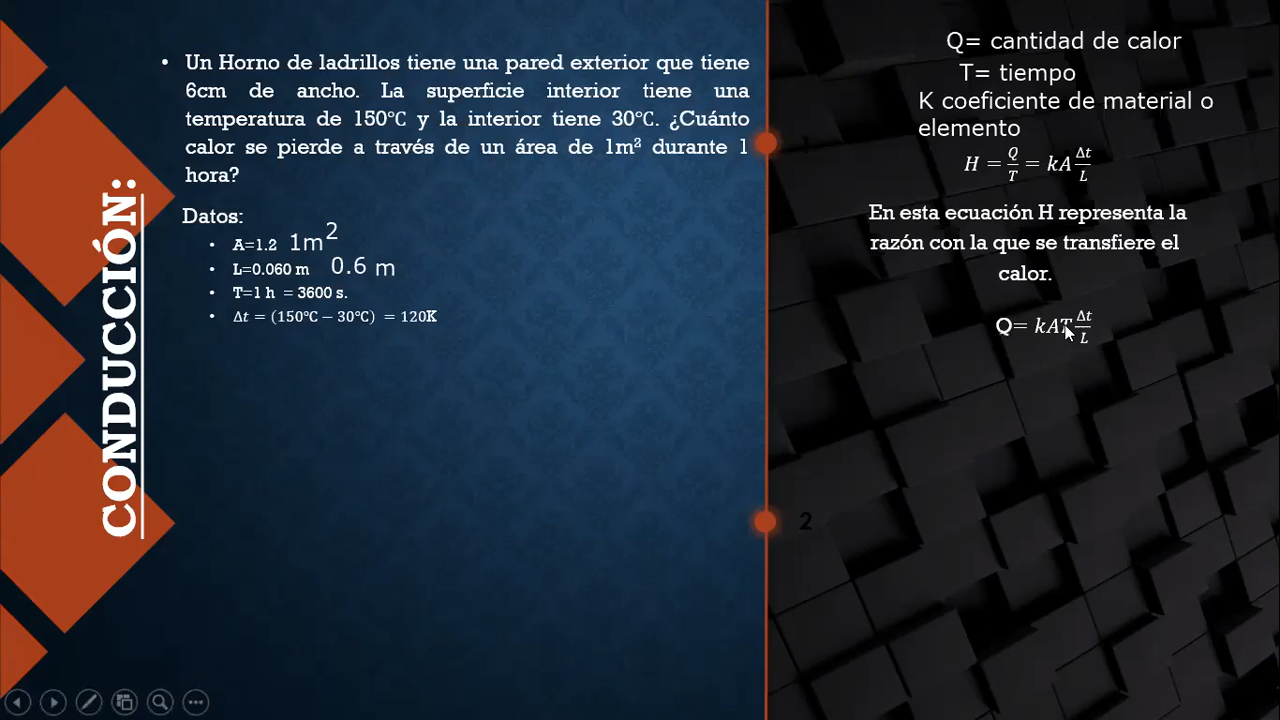 CONDUCCIÓN:
• Un Horno de ladrillos tiene una pared exterior que tiene
6cm de ancho. La superficie interior tiene una
temperatura de 150℃ y la interior tiene 30℃. ¿Cuánto
calor se pierde a través de un área de 1m² durante 1
hora?
Datos:
• A=1.2 1m²
• L=0.060 m 0.6 m
• T=1 h = 3600 s.
• Δt = (150℃ − 30℃) = 120K
Q= cantidad de calor
T= tiempo
K coeficiente de material o
elemento
1
H = Q/T = kA Δt/L
En esta ecuación H representa la
razón con la que se transfiere el
calor.
Q= kAT Δt/L
2